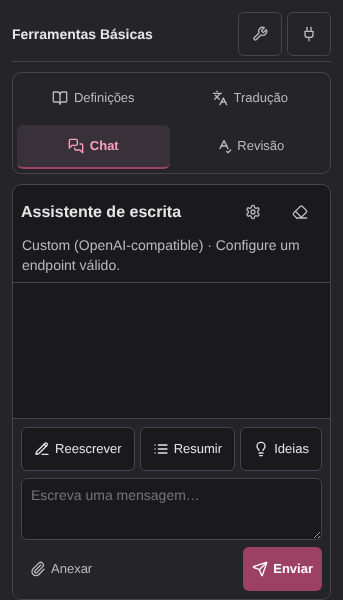 Ferramentas Básicas
Definições
Tradução
Chat
Revisão
Assistente de escrita
Custom (OpenAI-compatible) · Configure um
endpoint válido.
Reescrever
Resumir
Ideias
Escreva uma mensagem…
Anexar
Enviar